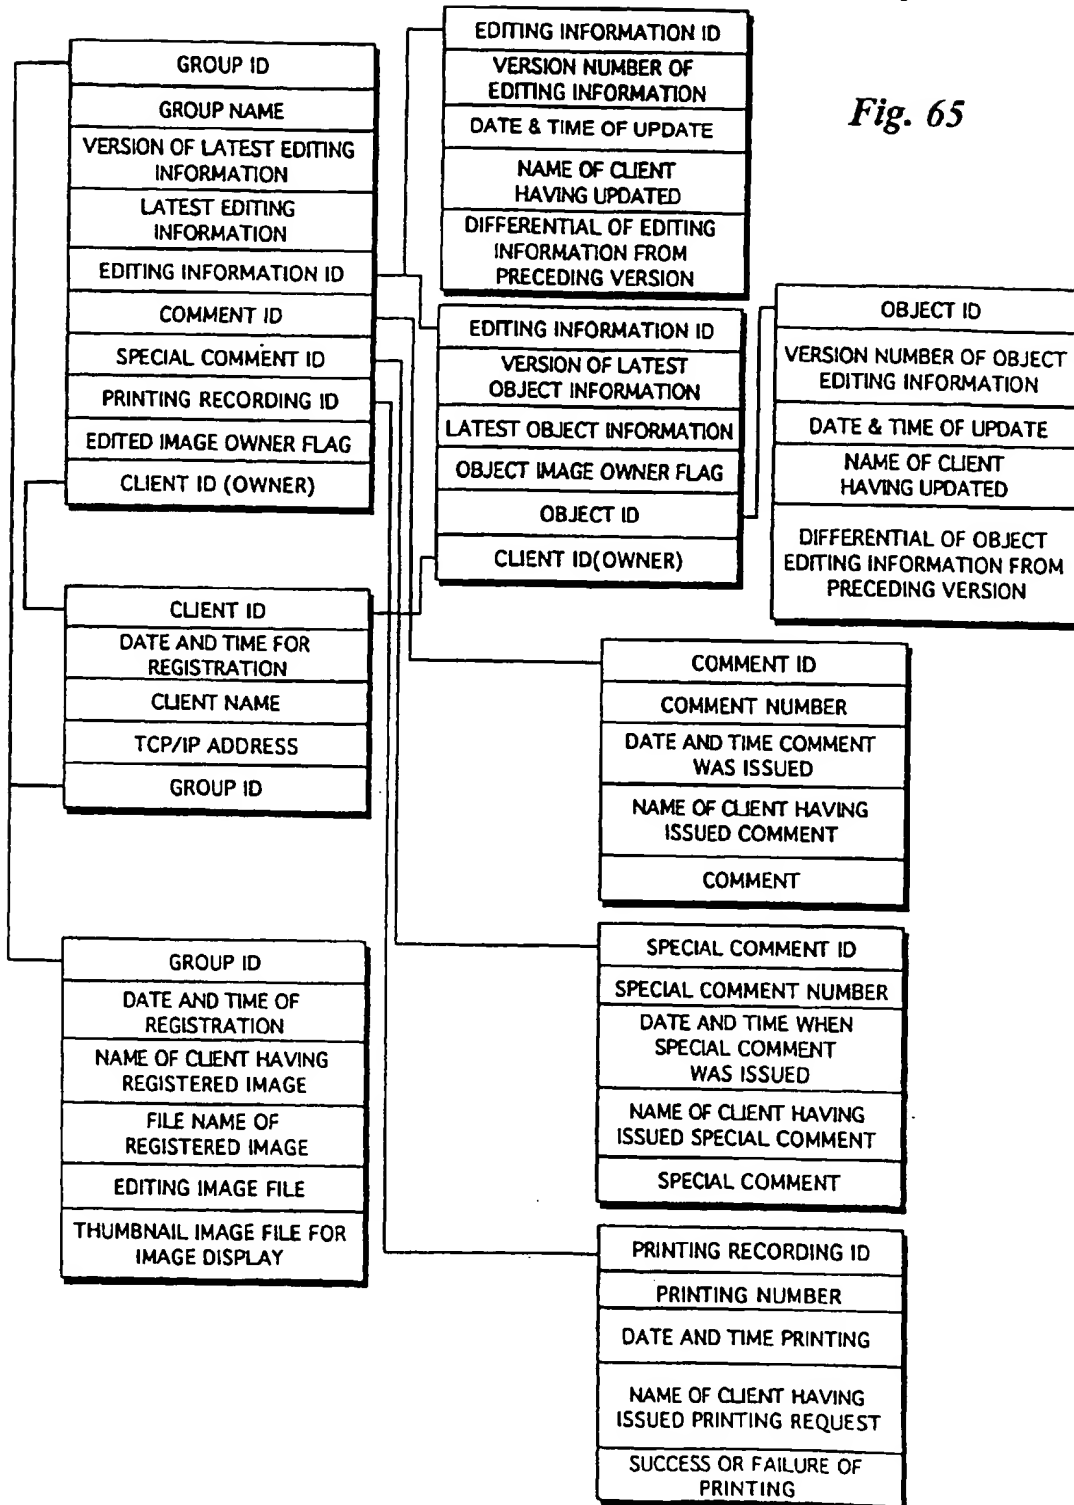 Fig. 65
GROUP ID
GROUP NAME
VERSION OF LATEST EDITING
INFORMATION
LATEST EDITING
INFORMATION
EDITING INFORMATION ID
COMMENT ID
SPECIAL COMMENT ID
PRINTING RECORDING ID
EDITED IMAGE OWNER FLAG
CLIENT ID (OWNER)
CLIENT ID
DATE AND TIME FOR
REGISTRATION
CLIENT NAME
TCP/IP ADDRESS
GROUP ID
GROUP ID
DATE AND TIME OF
REGISTRATION
NAME OF CLIENT HAVING
REGISTERED IMAGE
FILE NAME OF
REGISTERED IMAGE
EDITING IMAGE FILE
THUMBNAIL IMAGE FILE FOR
IMAGE DISPLAY
EDITING INFORMATION ID
VERSION NUMBER OF
EDITING INFORMATION
DATE & TIME OF UPDATE
NAME OF CLIENT
HAVING UPDATED
DIFFERENTIAL OF EDITING
INFORMATION FROM
PRECEDING VERSION
EDITING INFORMATION ID
VERSION OF LATEST
OBJECT INFORMATION
LATEST OBJECT INFORMATION
OBJECT IMAGE OWNER FLAG
OBJECT ID
CLIENT ID(OWNER)
OBJECT ID
VERSION NUMBER OF OBJECT
EDITING INFORMATION
DATE & TIME OF UPDATE
NAME OF CLIENT
HAVING UPDATED
DIFFERENTIAL OF OBJECT
EDITING INFORMATION FROM
PRECEDING VERSION
COMMENT ID
COMMENT NUMBER
DATE AND TIME COMMENT
WAS ISSUED
NAME OF CLIENT HAVING
ISSUED COMMENT
COMMENT
SPECIAL COMMENT ID
SPECIAL COMMENT NUMBER
DATE AND TIME WHEN
SPECIAL COMMENT
WAS ISSUED
NAME OF CLIENT HAVING
ISSUED SPECIAL COMMENT
SPECIAL COMMENT
PRINTING RECORDING ID
PRINTING NUMBER
DATE AND TIME PRINTING
NAME OF CLIENT HAVING
ISSUED PRINTING REQUEST
SUCCESS OR FAILURE OF
PRINTING